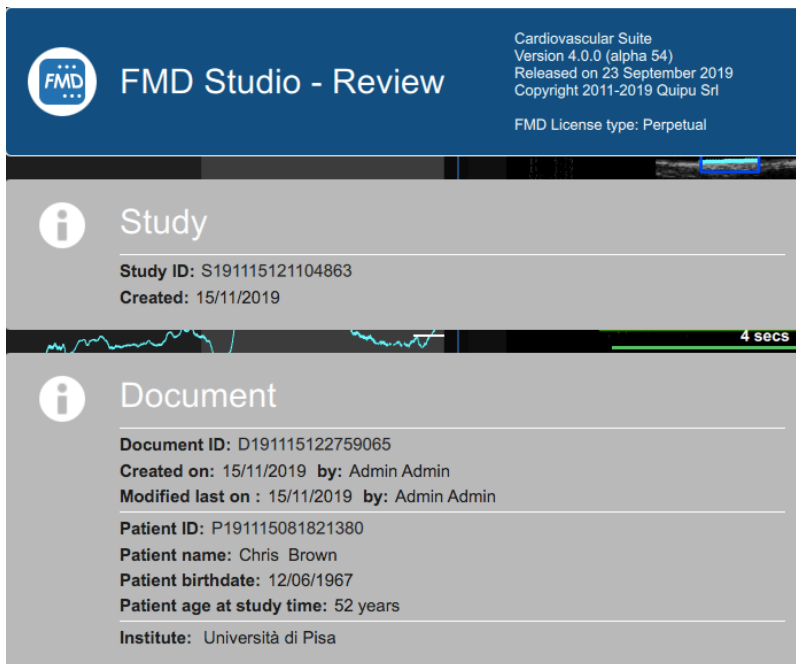 FMD
FMD Studio - Review
Cardiovascular Suite
Version 4.0.0 (alpha 54)
Released on 23 September 2019
Copyright 2011-2019 Quipu Srl
FMD License type: Perpetual
Study
Study ID: S191115121104863
Created: 15/11/2019
4 secs
Document
Document ID: D191115122759065
Created on: 15/11/2019 by: Admin Admin
Modified last on : 15/11/2019 by: Admin Admin
Patient ID: P191115081821380
Patient name: Chris Brown
Patient birthdate: 12/06/1967
Patient age at study time: 52 years
Institute: Università di Pisa